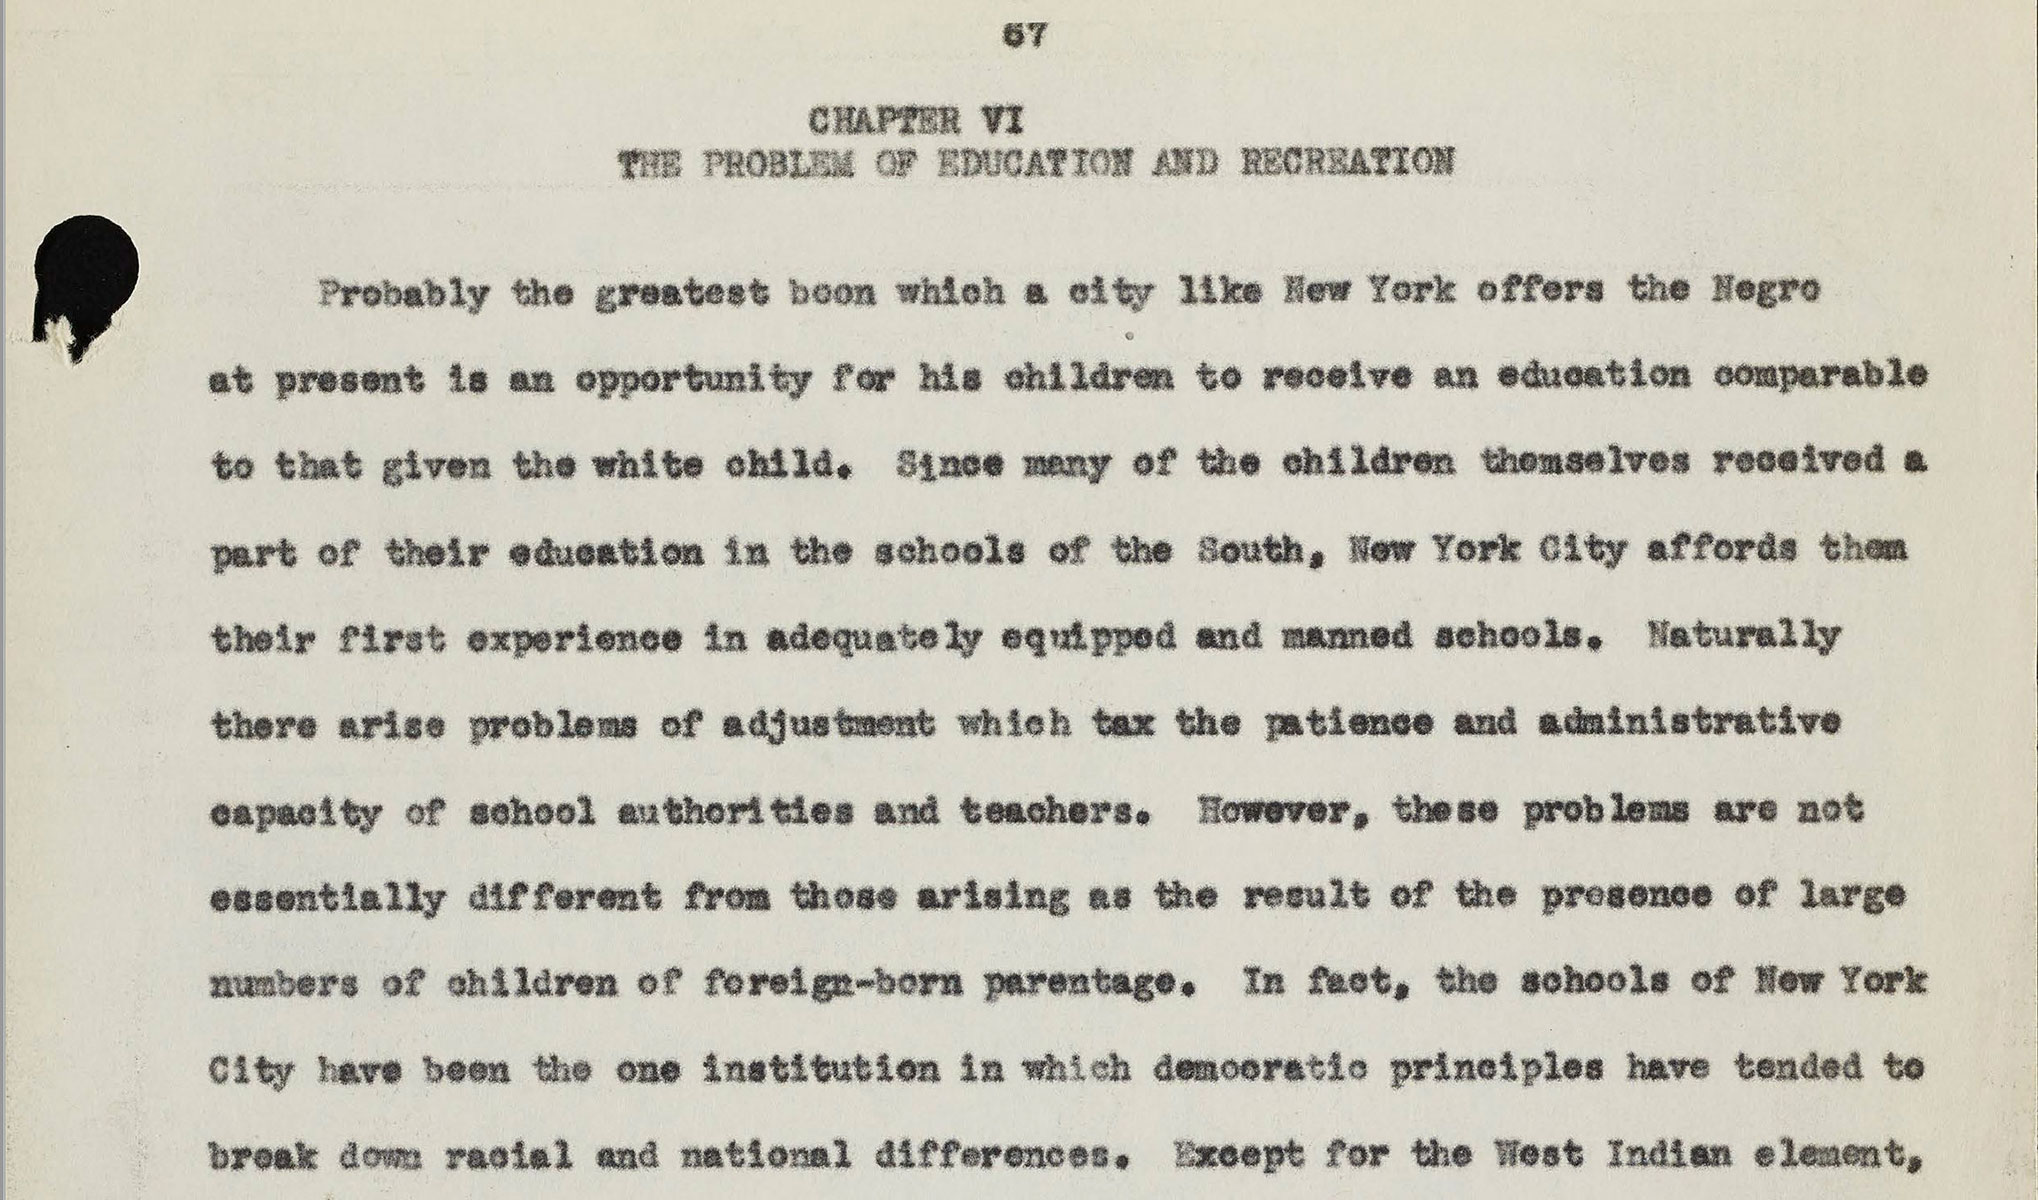 67
CHAPTER VI
THE PROBLEM OF EDUCATION AND RECREATION
Probably the greatest boon which a city like New York offers the Negro
at present is an opportunity for his children to receive an education comparable
to that given the white child. Since many of the children themselves received a
part of their education in the schools of the South, New York City affords them
their first experience in adequately equipped and manned schools. Naturally
there arise problems of adjustment which tax the patience and administrative
capacity of school authorities and teachers. However, these problems are not
essentially different from those arising as the result of the presence of large
numbers of children of foreign-born parentage. In fact, the schools of New York
City have been the one institution in which democratic principles have tended to
break down racial and national differences. Except for the West Indian element,